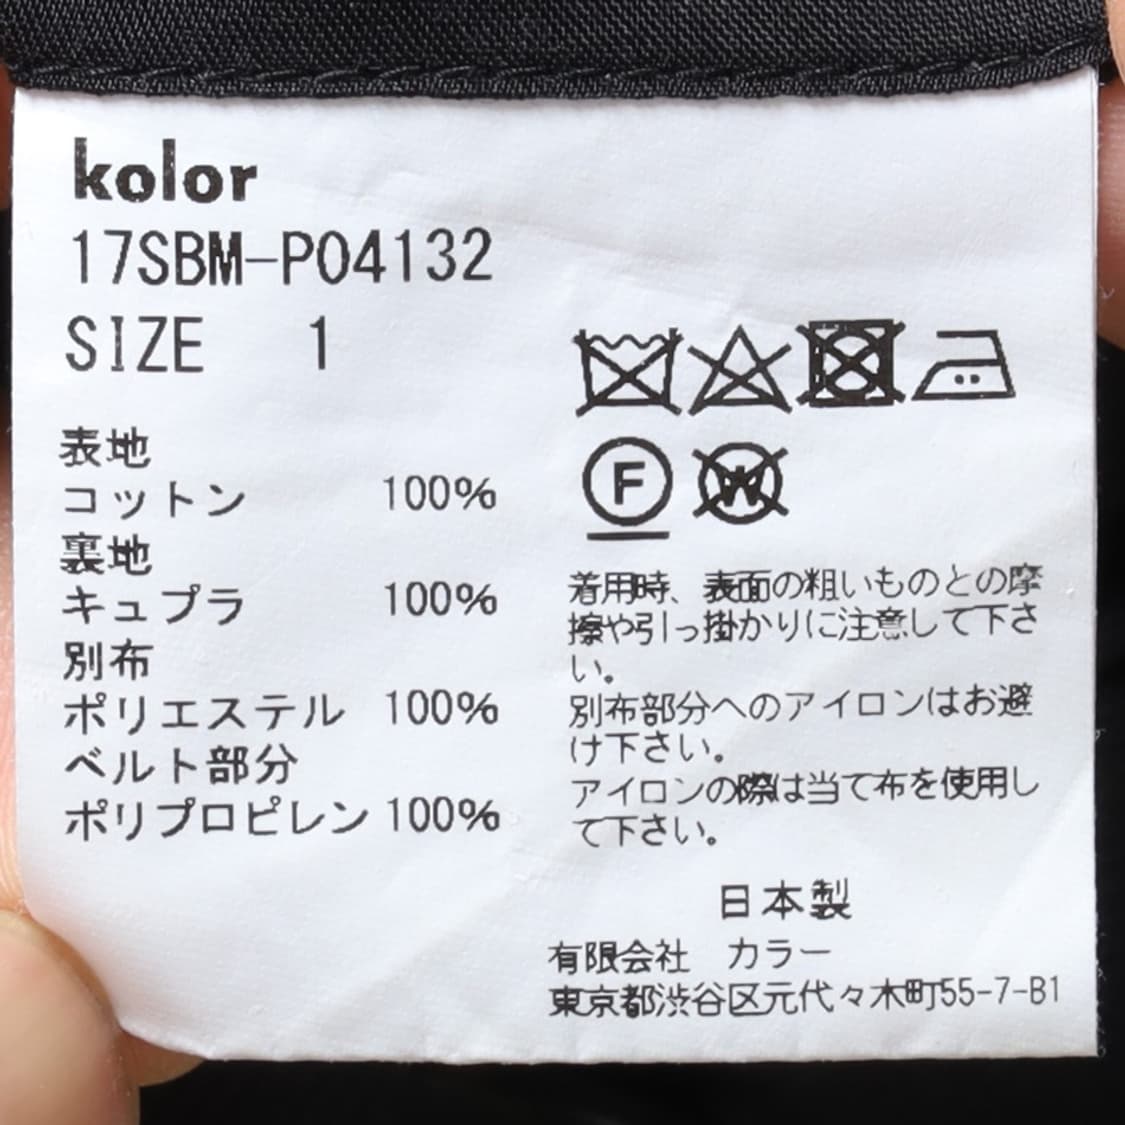 kolor
17SBM-P04132
SIZE 1
表地
コットン 100%
裏地
キュプラ 100%
別布
ポリエステル 100%
ベルト部分
ポリプロピレン 100%
F W
着用時、表面の粗いものとの摩
擦や引っ掛かりに注意して下さ
い。
別布部分へのアイロンはお避
け下さい。
アイロンの際は当て布を使用し
て下さい。
日本製
有限会社 カラー
東京都渋谷区元代々木町55-7-B1